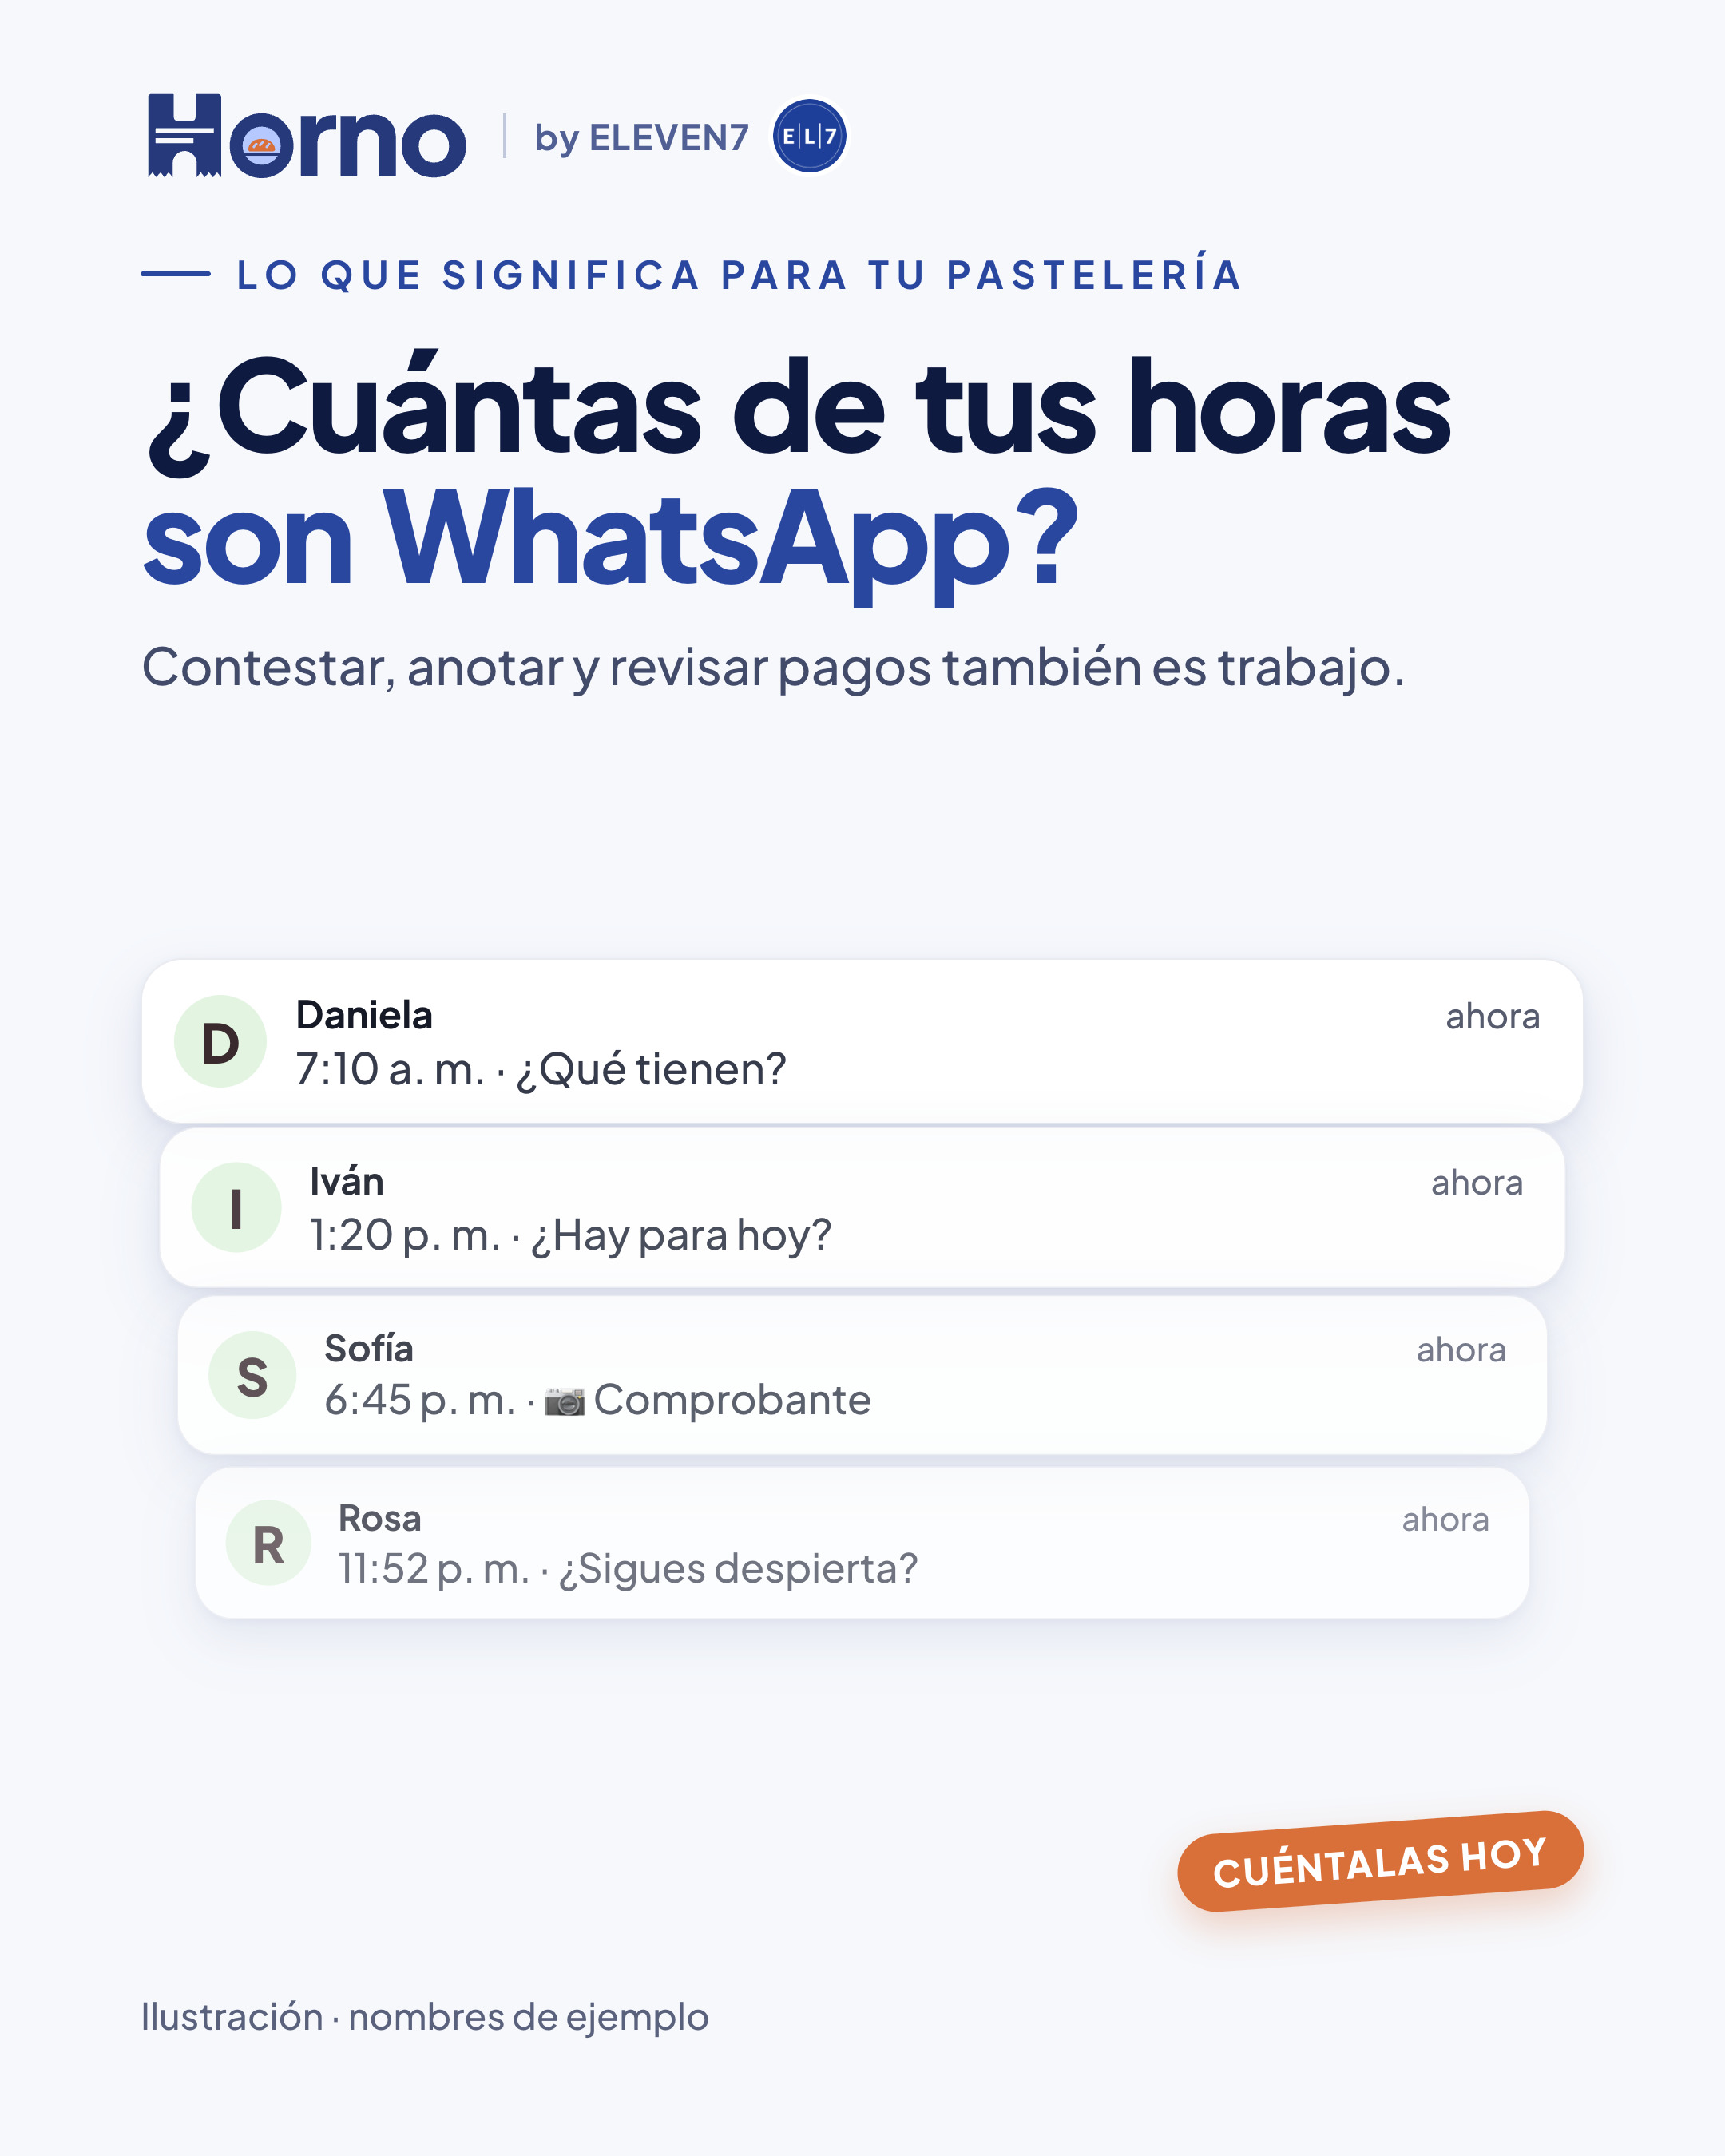 Horno | by ELEVEN7 E|L|7
LO QUE SIGNIFICA PARA TU PASTELERÍA
¿Cuántas de tus horas
son WhatsApp?
Contestar, anotar y revisar pagos también es trabajo.
D Daniela ahora
7:10 a. m. · ¿Qué tienen?
I Iván ahora
1:20 p. m. · ¿Hay para hoy?
S Sofía ahora
6:45 p. m. · 📷 Comprobante
R Rosa ahora
11:52 p. m. · ¿Sigues despierta?
CUÉNTALAS HOY
Ilustración · nombres de ejemplo